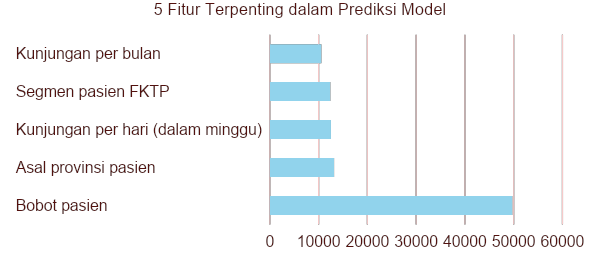 5 Fitur Terpenting dalam Prediksi Model
Kunjungan per bulan
Segmen pasien FKTP
Kunjungan per hari (dalam minggu)
Asal provinsi pasien
Bobot pasien
0 10000 20000 30000 40000 50000 60000